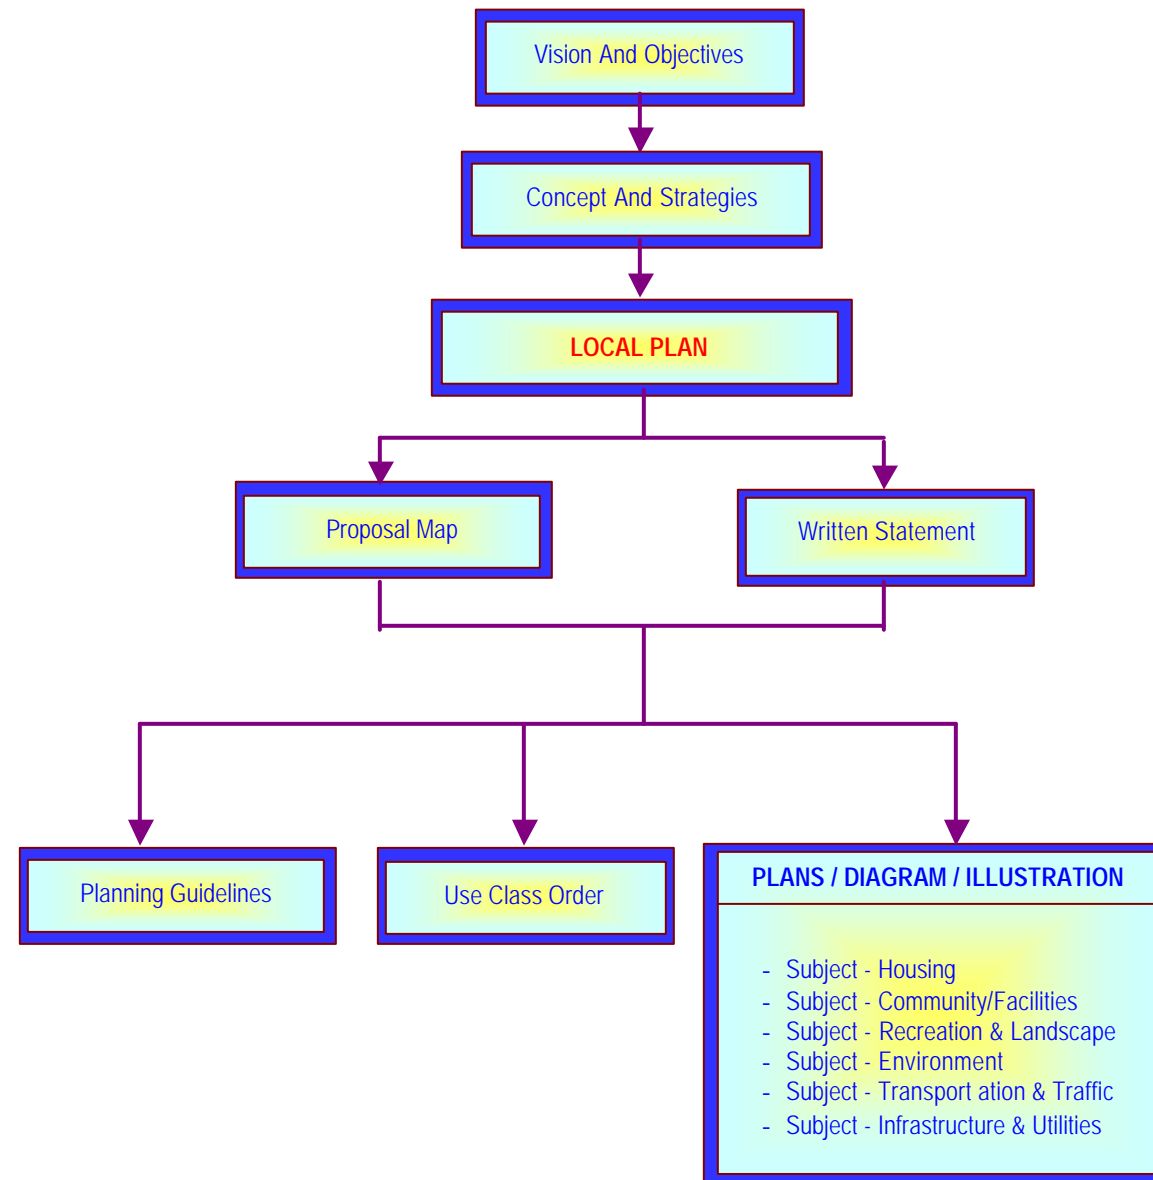 Vision And Objectives
Concept And Strategies
LOCAL PLAN
Proposal Map
Written Statement
Planning Guidelines
Use Class Order
PLANS / DIAGRAM / ILLUSTRATION
- Subject - Housing
- Subject - Community/Facilities
- Subject - Recreation & Landscape
- Subject - Environment
- Subject - Transport ation & Traffic
- Subject - Infrastructure & Utilities